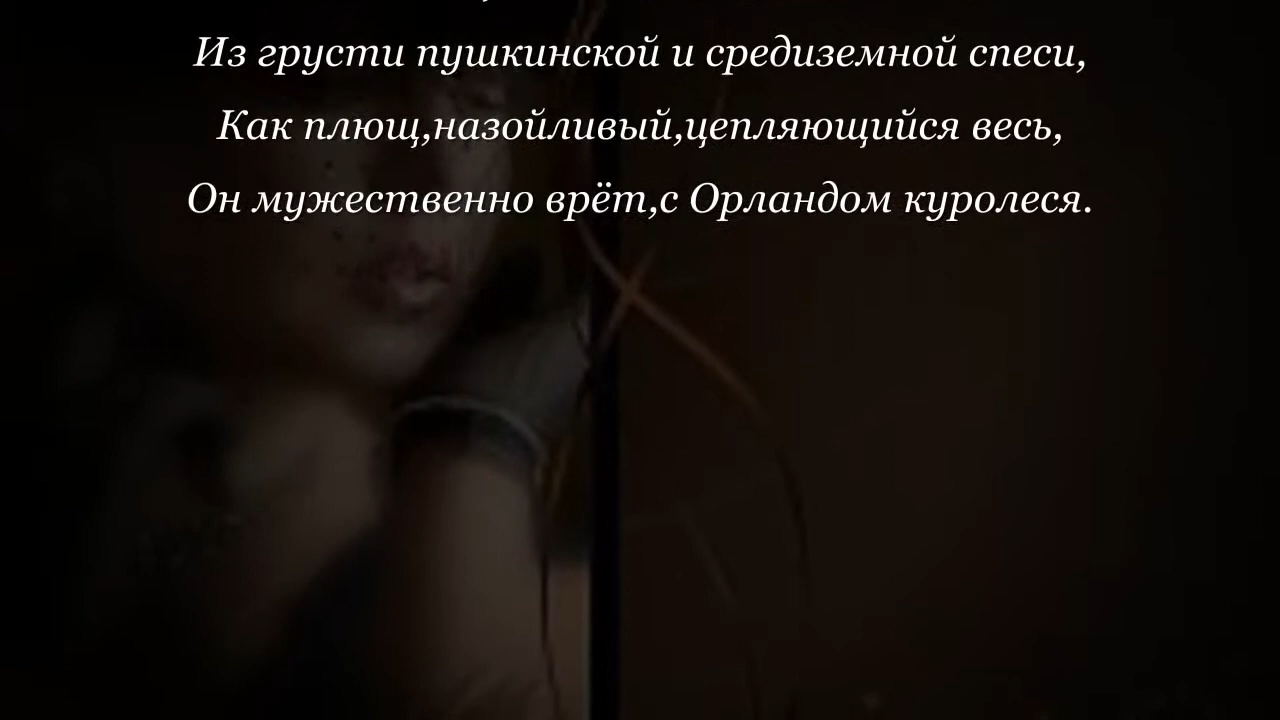 Из грусти пушкинской и средиземной спеси,
Как плющ,назойливый,цепляющийся весь,
Он мужественно врёт,с Орландом куролеся.